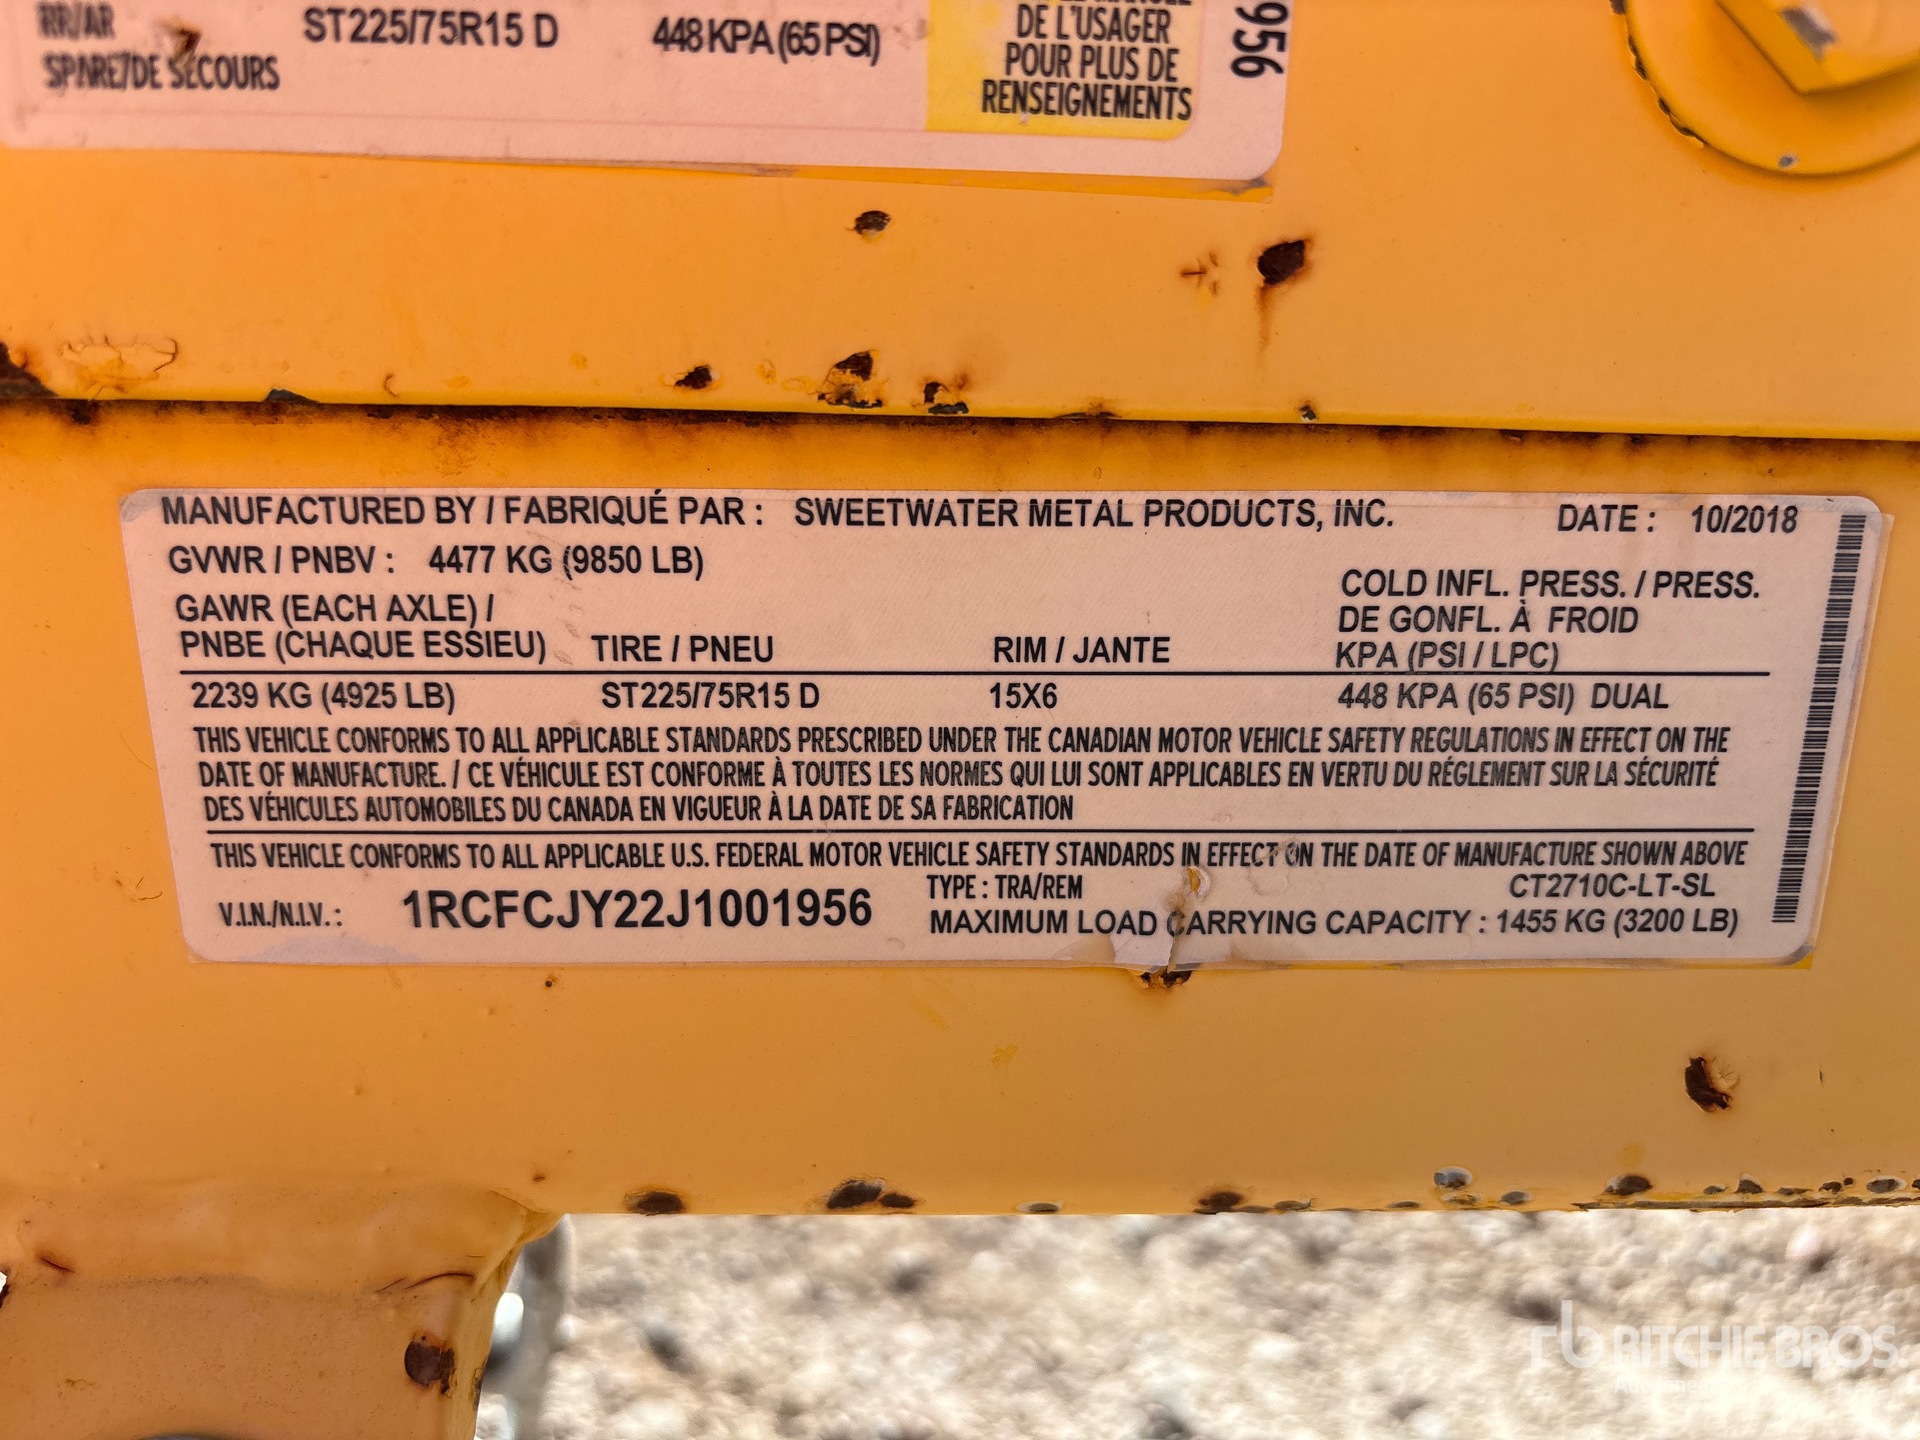 RR/AR
ST225/75R15 D
448 KPA (65 PSI)
SPARE/DE SECOURS
DE L'USAGER
POUR PLUS DE
RENSEIGNEMENTS
956
MANUFACTURED BY / FABRIQUÉ PAR : SWEETWATER METAL PRODUCTS, INC. DATE : 10/2018
GVWR / PNBV : 4477 KG (9850 LB)
GAWR (EACH AXLE) /
PNBE (CHAQUE ESSIEU) TIRE / PNEU RIM / JANTE
COLD INFL. PRESS. / PRESS.
DE GONFL. À FROID
KPA (PSI / LPC)
2239 KG (4925 LB) ST225/75R15 D 15X6 448 KPA (65 PSI) DUAL
THIS VEHICLE CONFORMS TO ALL APPLICABLE STANDARDS PRESCRIBED UNDER THE CANADIAN MOTOR VEHICLE SAFETY REGULATIONS IN EFFECT ON THE
DATE OF MANUFACTURE. / CE VÉHICULE EST CONFORME À TOUTES LES NORMES QUI LUI SONT APPLICABLES EN VERTU DU RÉGLEMENT SUR LA SÉCURITÉ
DES VÉHICULES AUTOMOBILES DU CANADA EN VIGUEUR À LA DATE DE SA FABRICATION
THIS VEHICLE CONFORMS TO ALL APPLICABLE U.S. FEDERAL MOTOR VEHICLE SAFETY STANDARDS IN EFFECT ON THE DATE OF MANUFACTURE SHOWN ABOVE
V.I.N./N.I.V. : 1RCFCJY22J1001956
TYPE : TRA/REM CT2710C-LT-SL
MAXIMUM LOAD CARRYING CAPACITY : 1455 KG (3200 LB)
rb RITCHIE BROS.